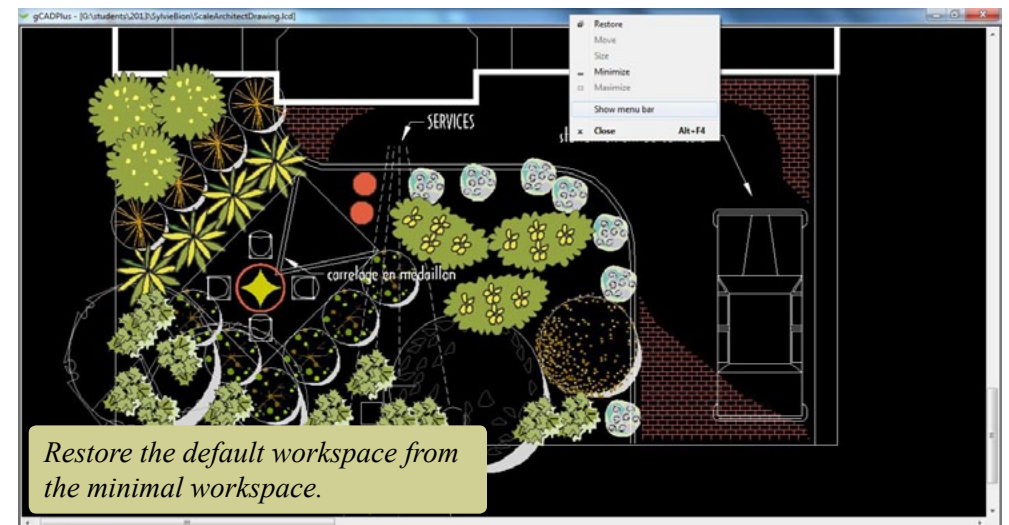 gCADPlus - [G:\students\2013\SylvieBion\ScaleArchitectDrawing.lcd]
Restore
Move
Size
Minimize
Maximize
Show menu bar
Close Alt+F4
SERVICES
carrelage en médaillon
Restore the default workspace from
the minimal workspace.